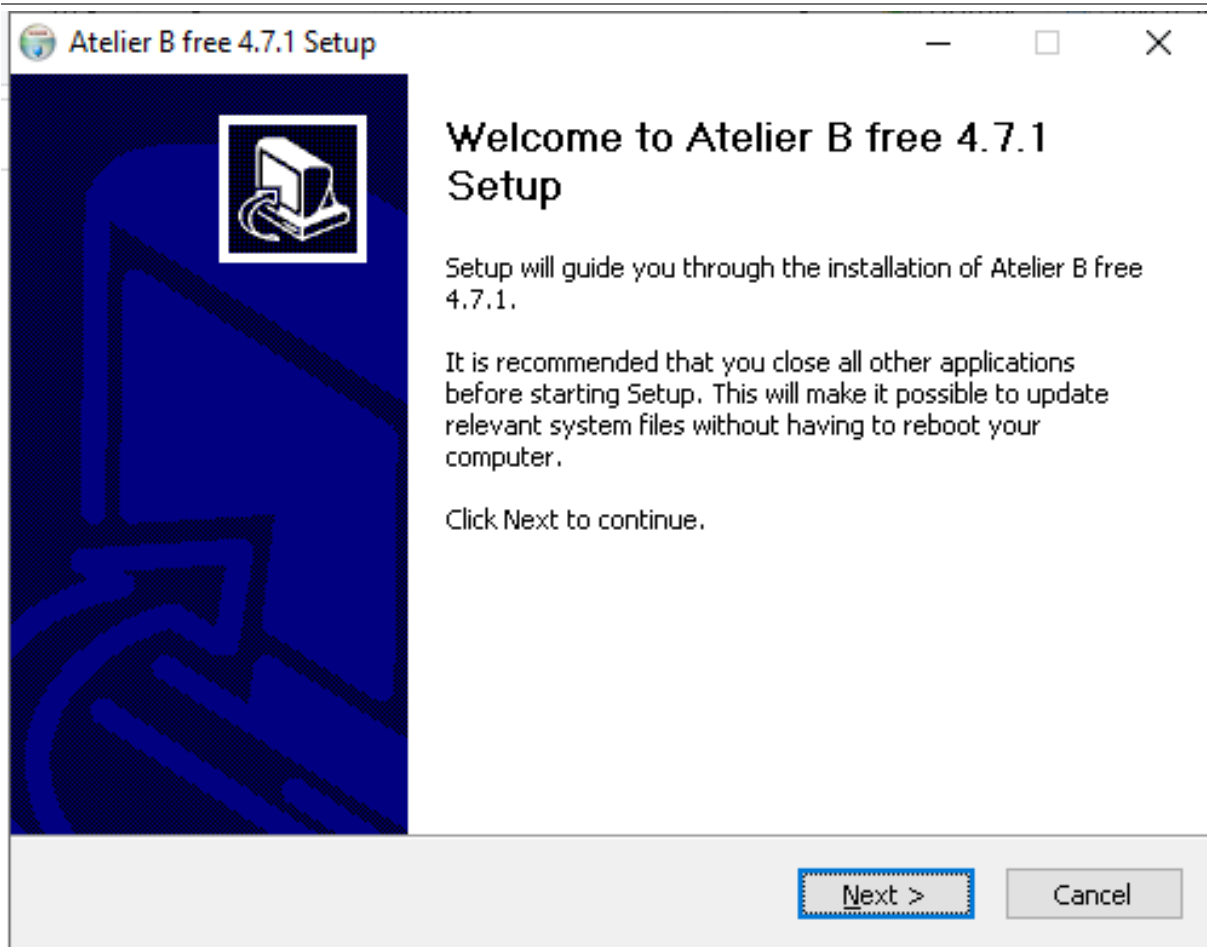 Atelier B free 4.7.1 Setup
Welcome to Atelier B free 4.7.1
Setup
Setup will guide you through the installation of Atelier B free
4.7.1.
It is recommended that you close all other applications
before starting Setup. This will make it possible to update
relevant system files without having to reboot your
computer.
Click Next to continue.
Next >
Cancel